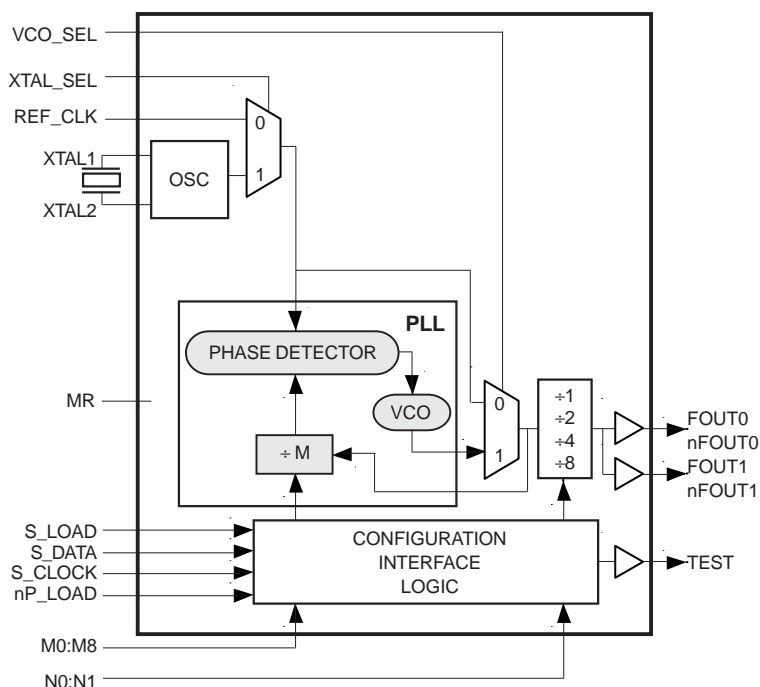 VCO_SEL
XTAL_SEL
REF_CLK
0
XTAL1
OSC
1
XTAL2
PLL
PHASE DETECTOR
MR
VCO
0
÷1
÷2
÷4
÷8
FOUT0
nFOUT0
÷ M
1
FOUT1
nFOUT1
S_LOAD
S_DATA
S_CLOCK
nP_LOAD
CONFIGURATION
INTERFACE
LOGIC
TEST
M0:M8
N0:N1